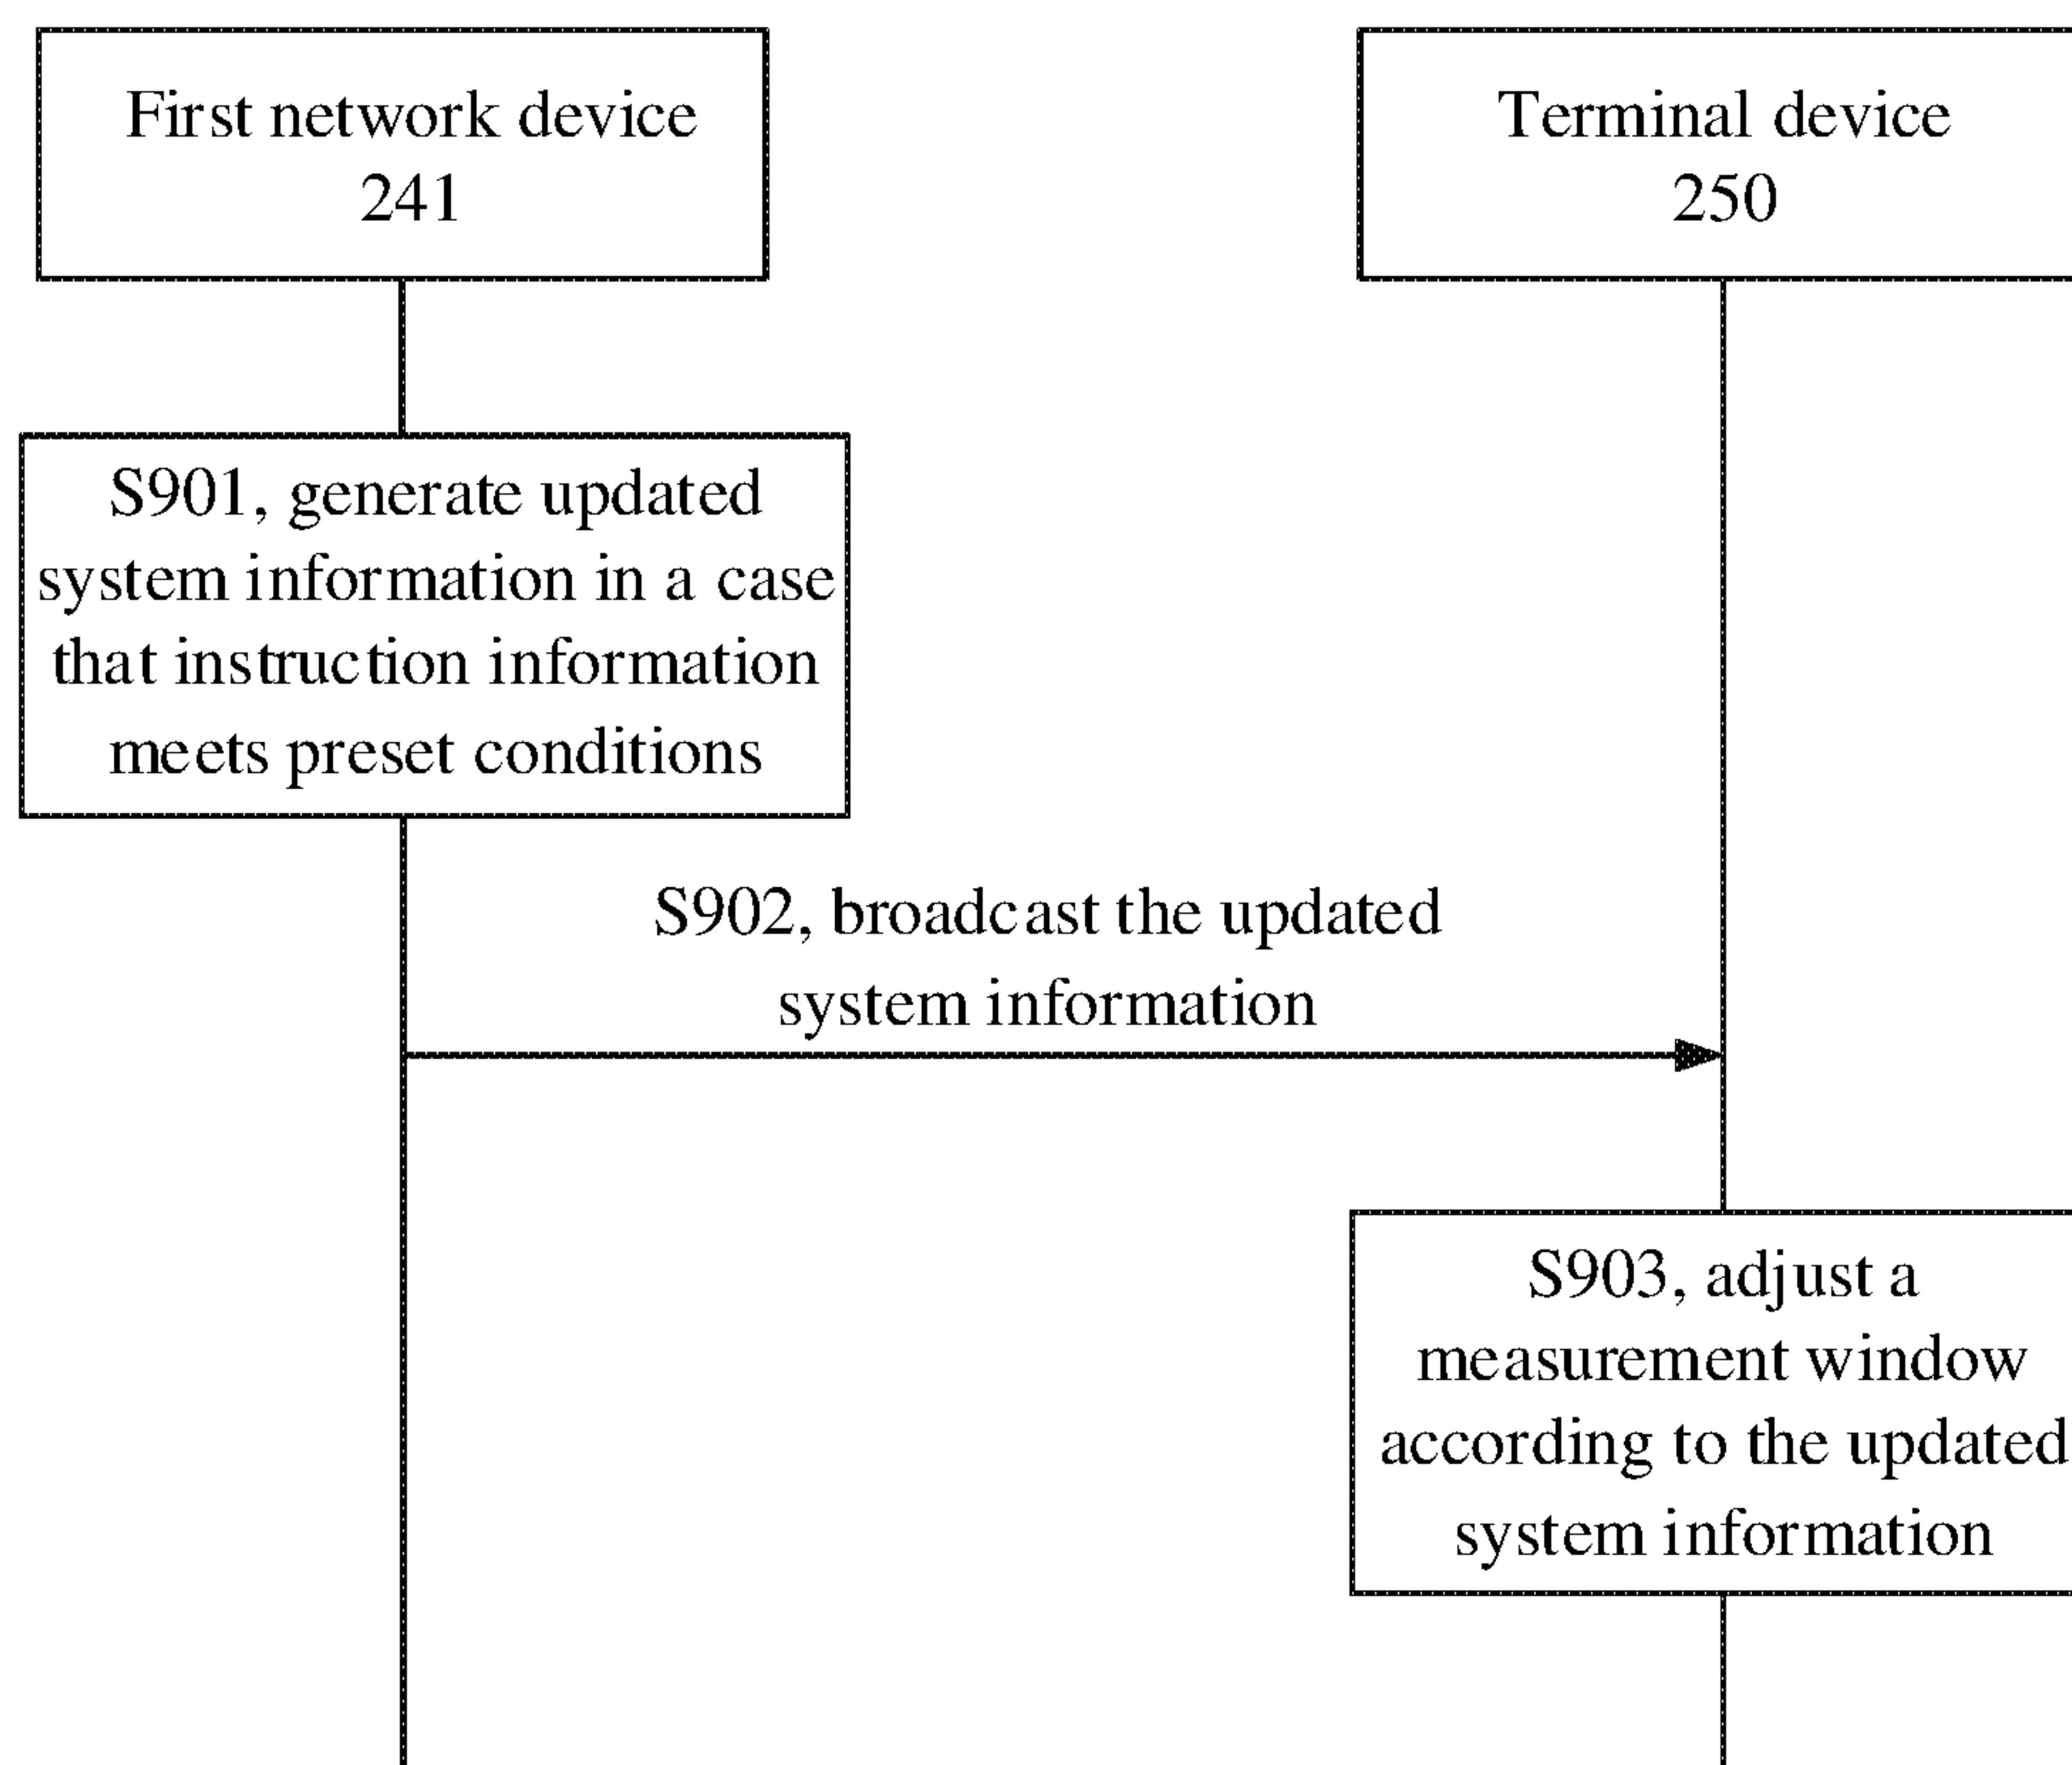 First network device
241
Terminal device
250
S901, generate updated
system information in a case
that instruction information
meets preset conditions
S902, broadcast the updated
system information
S903, adjust a
measurement window
according to the updated
system information